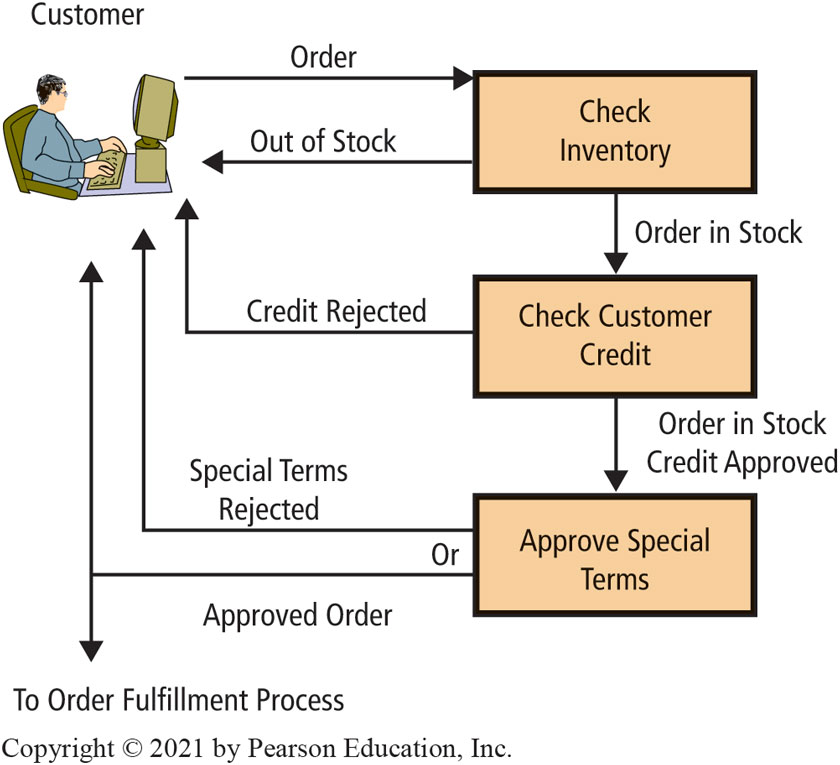 Customer
Order
Check
Inventory
Out of Stock
Order in Stock
Credit Rejected
Check Customer
Credit
Order in Stock
Credit Approved
Special Terms
Rejected
Or
Approve Special
Terms
Approved Order
To Order Fulfillment Process
Copyright © 2021 by Pearson Education, Inc.